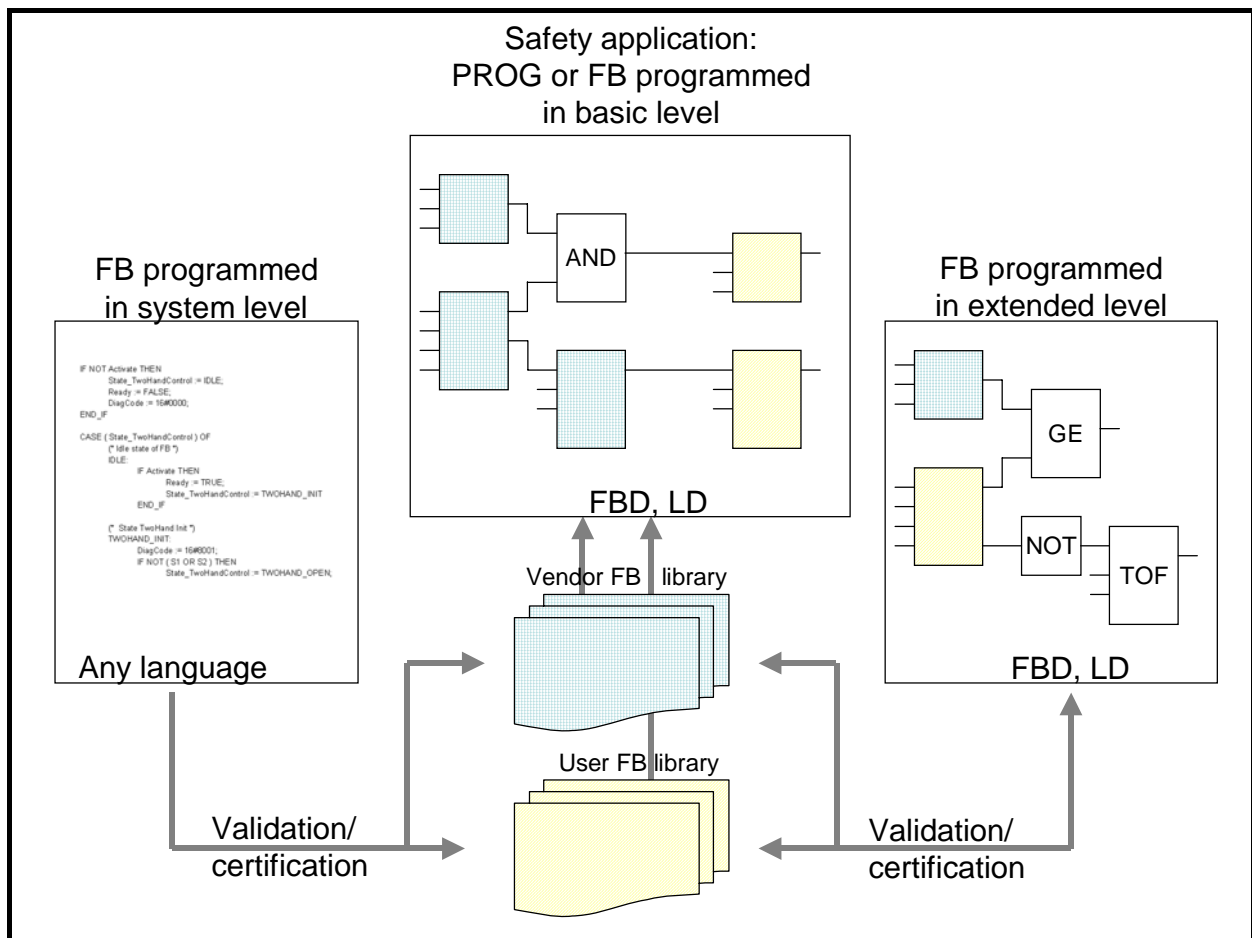 Safety application:
PROG or FB programmed
in basic level
AND
FBD, LD
FB programmed
in system level
IF NOT Activate THEN
State_TwoHandControl := IDLE;
Ready := FALSE;
DiagCode := 16#0000;
END_IF
CASE ( State_TwoHandControl ) OF
(* Idle state of FB *)
IDLE:
IF Activate THEN
Ready := TRUE;
State_TwoHandControl := TWOHAND_INIT
END_IF
(* State TwoHand Init *)
TWOHAND_INIT:
DiagCode := 16#8001;
IF NOT ( S1 OR S2 ) THEN
State_TwoHandControl := TWOHAND_OPEN;
Any language
FB programmed
in extended level
GE
NOT
TOF
FBD, LD
Vendor FB library
User FB library
Validation/
certification
Validation/
certification